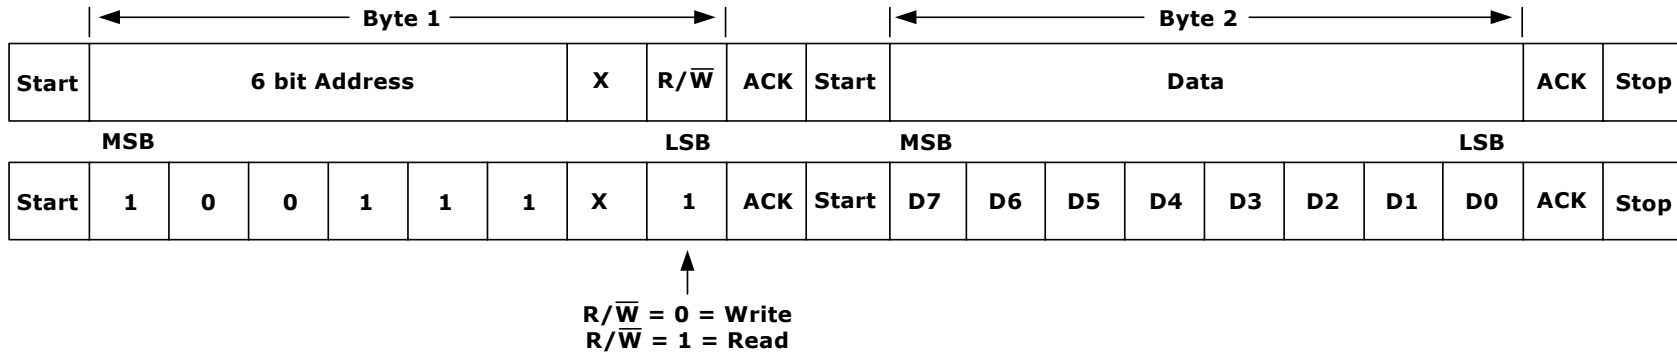 Byte 1 Byte 2
Start 6 bit Address X R/W̅ ACK Start Data ACK Stop
MSB LSB MSB LSB
Start 1 0 0 1 1 1 X 1 ACK Start D7 D6 D5 D4 D3 D2 D1 D0 ACK Stop
R/W̅ = 0 = Write
R/W̅ = 1 = Read